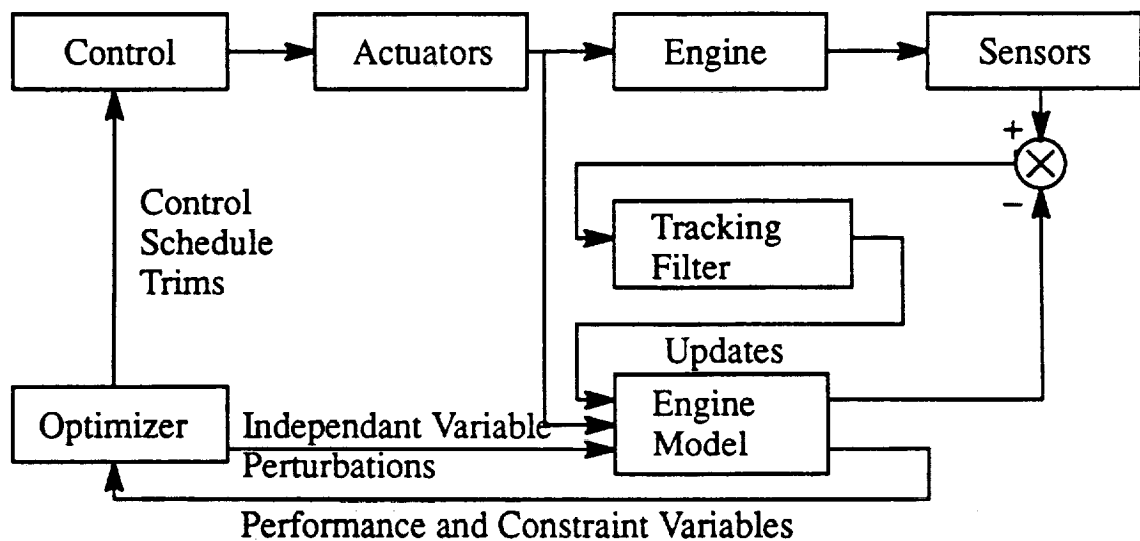 Control
Actuators
Engine
Sensors
+
−
Control
Schedule
Trims
Tracking
Filter
Updates
Optimizer
Independant Variable
Perturbations
Engine
Model
Performance and Constraint Variables